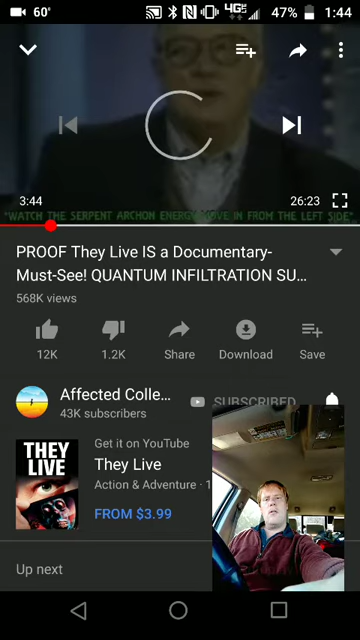 60°
4G LTE
47%
1:44
3:44
26:23
"WATCH THE SERPENT ARCHON ENERGY MOVE IN FROM THE LEFT SIDE"
PROOF They Live IS a Documentary-
Must-See! QUANTUM INFILTRATION SU...
568K views
12K
1.2K
Share
Download
Save
Affected Colle...
SUBSCRIBED
43K subscribers
THEY
LIVE
Get it on YouTube
They Live
Action & Adventure · 1
FROM $3.99
Up next